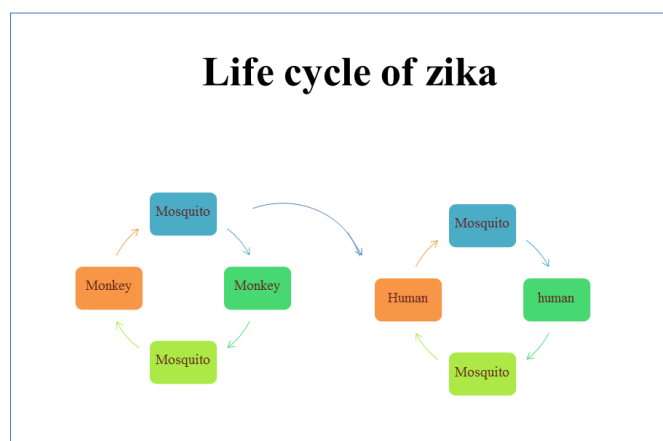 Life cycle of zika
Mosquito
Monkey
Monkey
Mosquito
Mosquito
Human
human
Mosquito